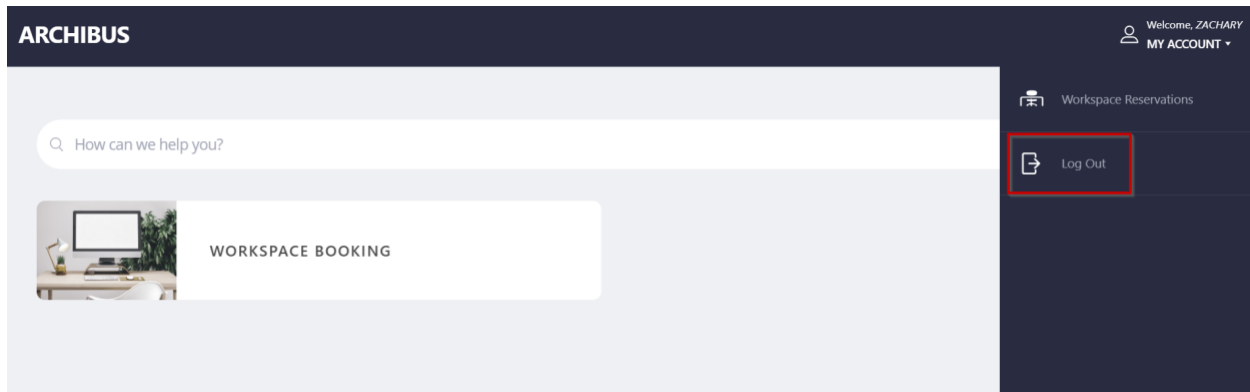 ARCHIBUS
Welcome, ZACHARY
MY ACCOUNT
Workspace Reservations
How can we help you?
Log Out
WORKSPACE BOOKING